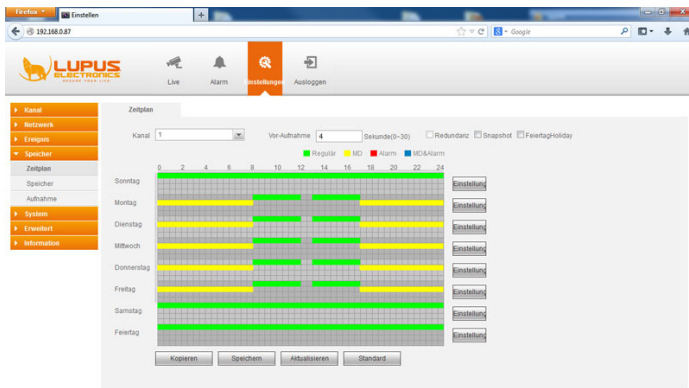 Firefox
Einstellen
192.168.0.87
Google
LUPUS
ELECTRONICS
Live
Alarm
Einstellungen
Ausloggen
Kanal
Netzwerk
Ereignis
Speicher
Zeitplan
Speicher
Aufnahme
System
Erweitert
Information
Zeitplan
Kanal 1 Vor-Aufnahme 4 Sekunde(0~30) Redundanz Snapshot FeiertagHoliday
Regulär MD Alarm MD&Alarm
0 2 4 6 8 10 12 14 16 18 20 22 24
Sonntag Einstellung
Montag Einstellung
Dienstag Einstellung
Mittwoch Einstellung
Donnerstag Einstellung
Freitag Einstellung
Samstag Einstellung
Feiertag Einstellung
Kopieren Speichern Aktualisieren Standard